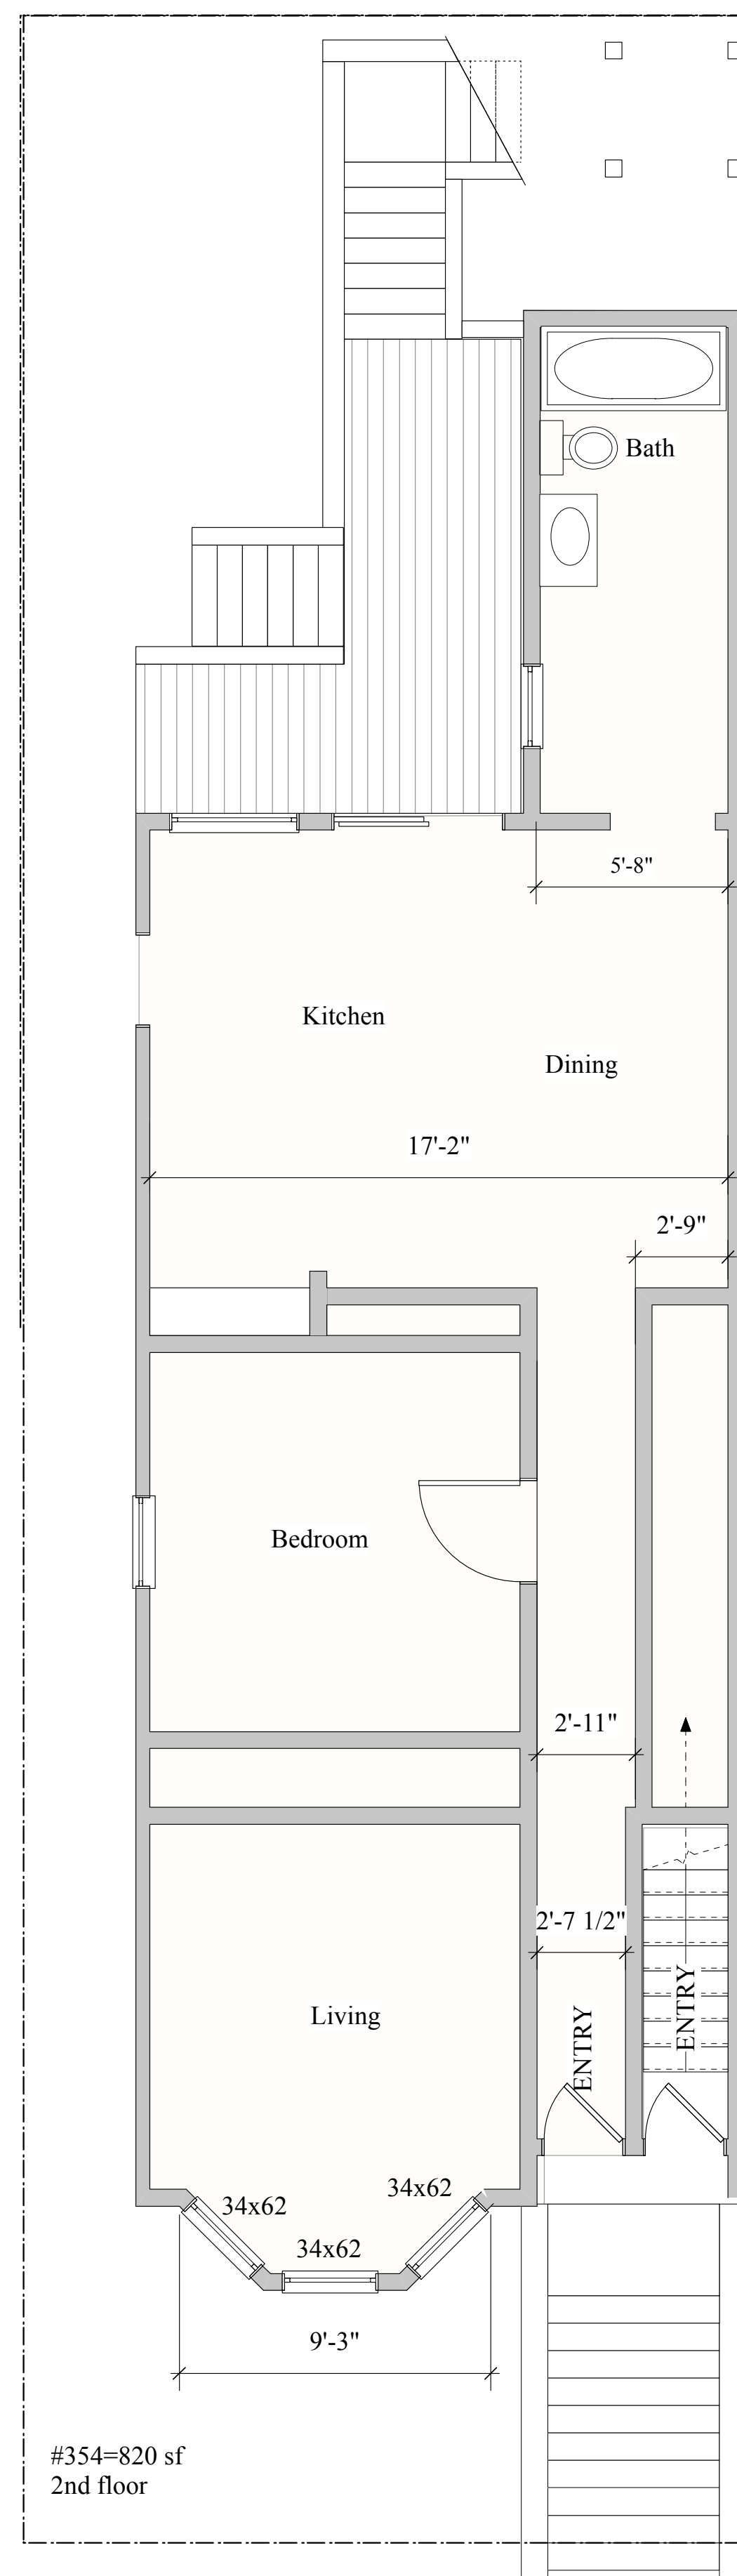 Bath
5'-8"
Kitchen
Dining
17'-2"
2'-9"
Bedroom
2'-11"
2'-7 1/2"
ENTRY
Living
ENTRY
34x62
34x62
34x62
9'-3"
#354=820 sf
2nd floor